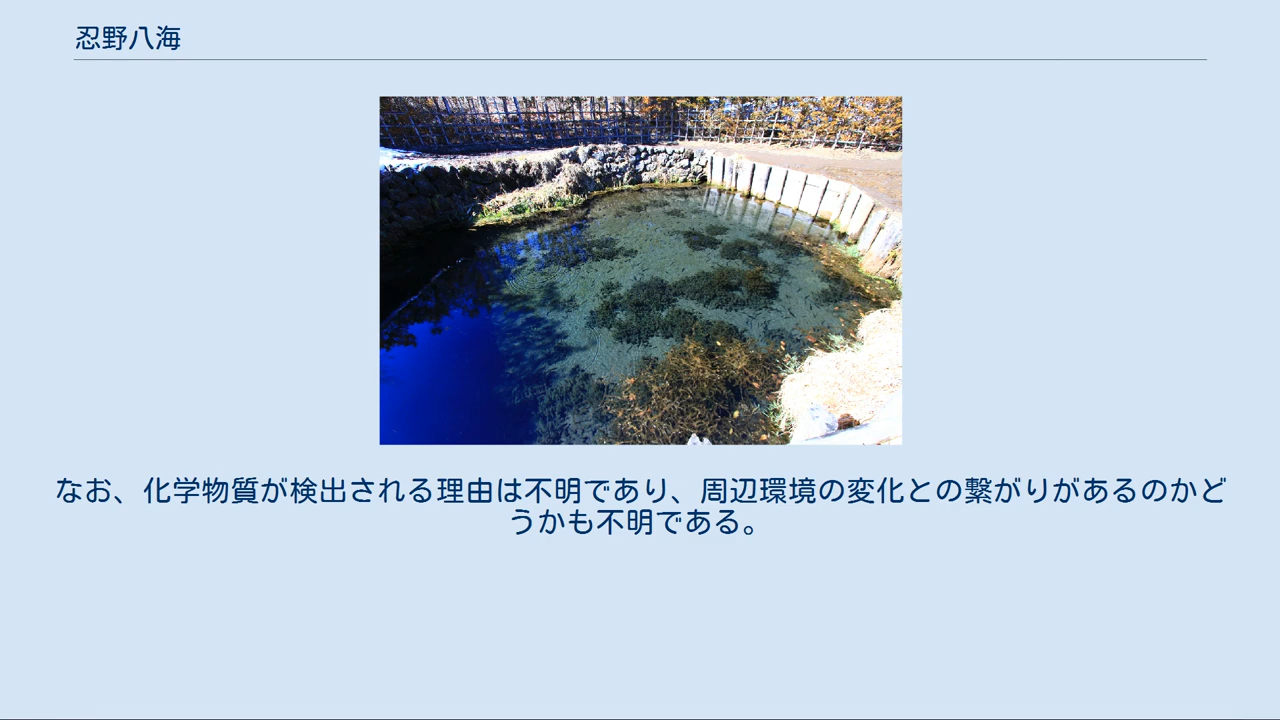 忍野八海
なお、化学物質が検出される理由は不明であり、周辺環境の変化との繋がりがあるのかど
うかも不明である。